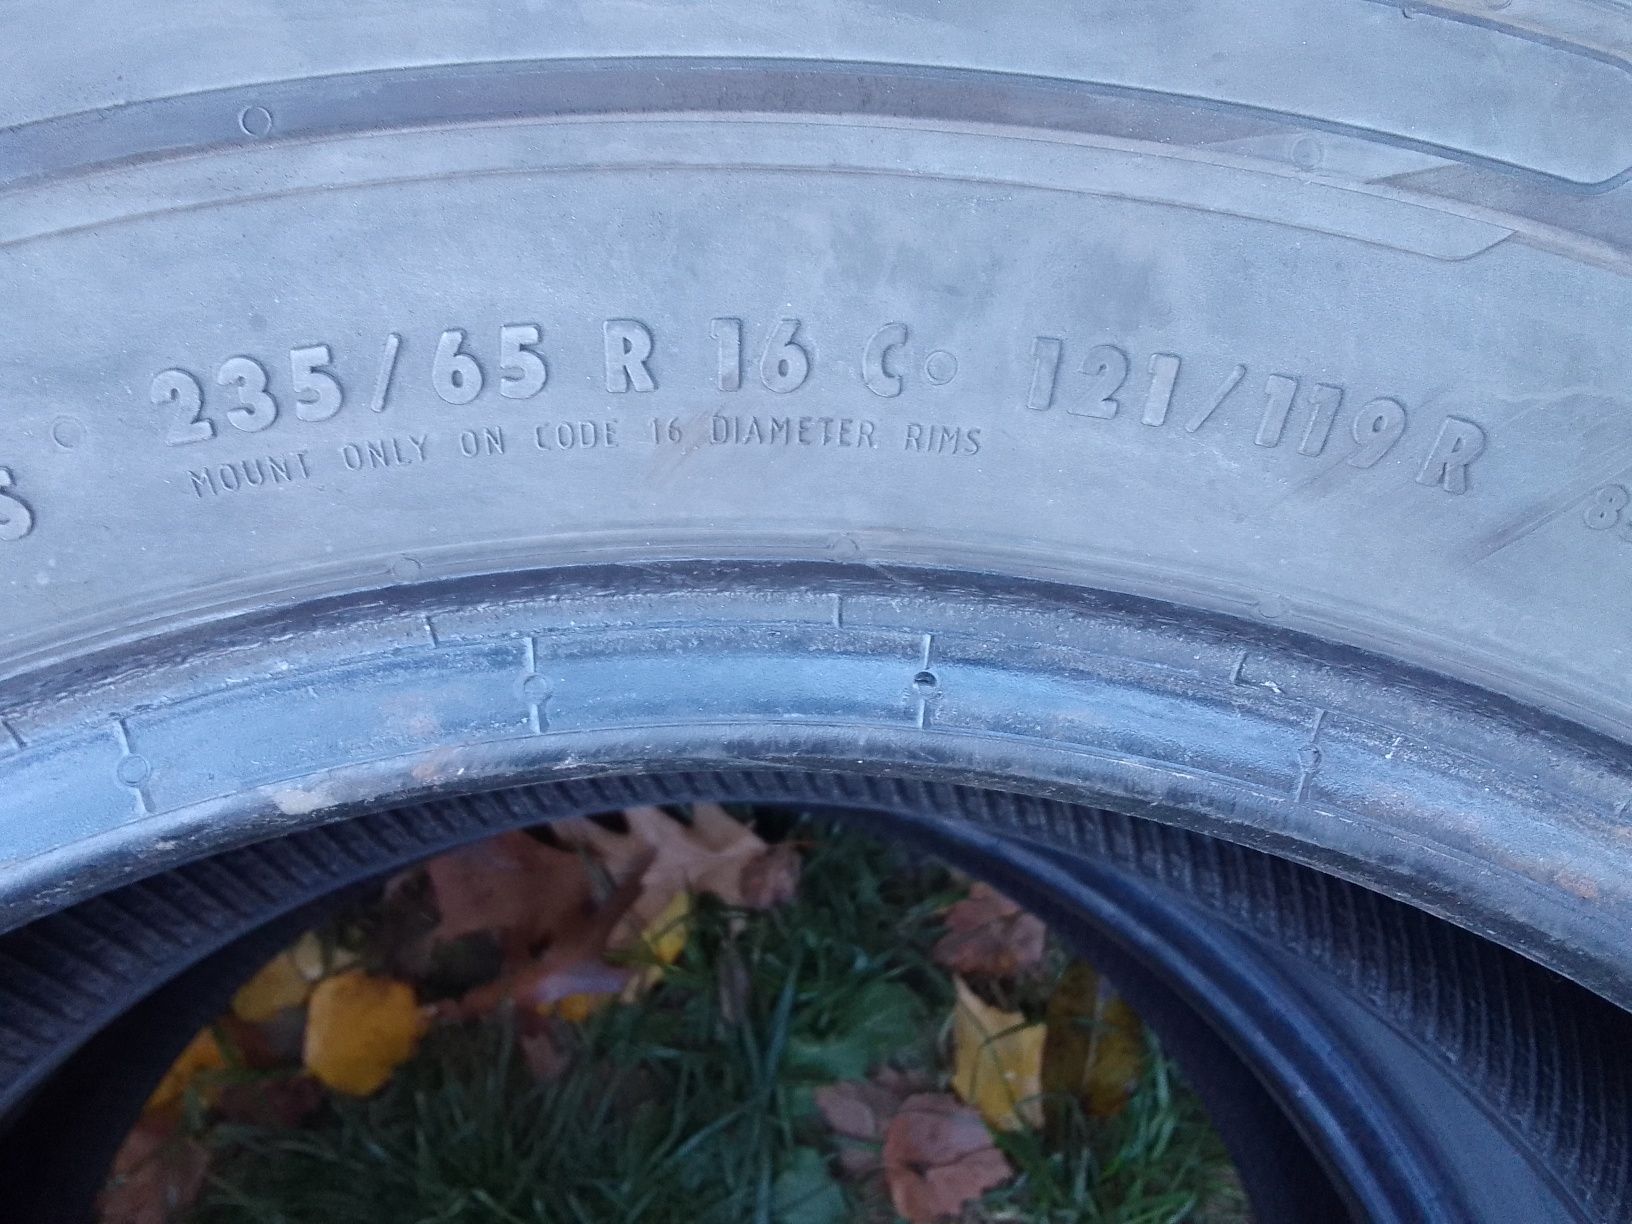 235/65 R 16 C 121/119 R
MOUNT ONLY ON CODE 16 DIAMETER RIMS